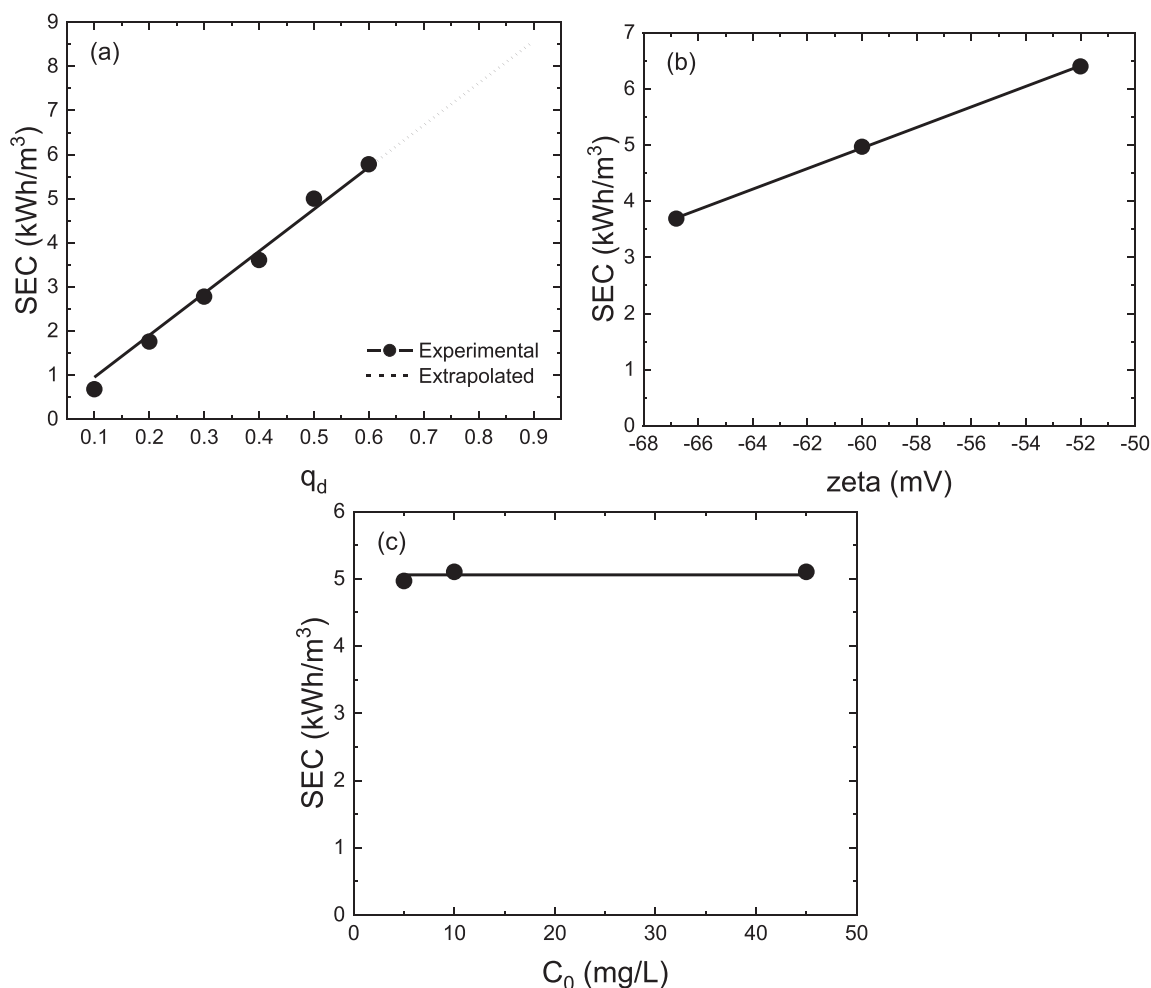 (a)
SEC (kWh/m³)
9
8
7
6
5
4
3
2
1
0
Experimental
Extrapolated
0.1 0.2 0.3 0.4 0.5 0.6 0.7 0.8 0.9
q_d
(b)
SEC (kWh/m³)
7
6
5
4
3
2
1
0
-68 -66 -64 -62 -60 -58 -56 -54 -52 -50
zeta (mV)
(c)
SEC (kWh/m³)
6
5
4
3
2
1
0
0 10 20 30 40 50
C₀ (mg/L)